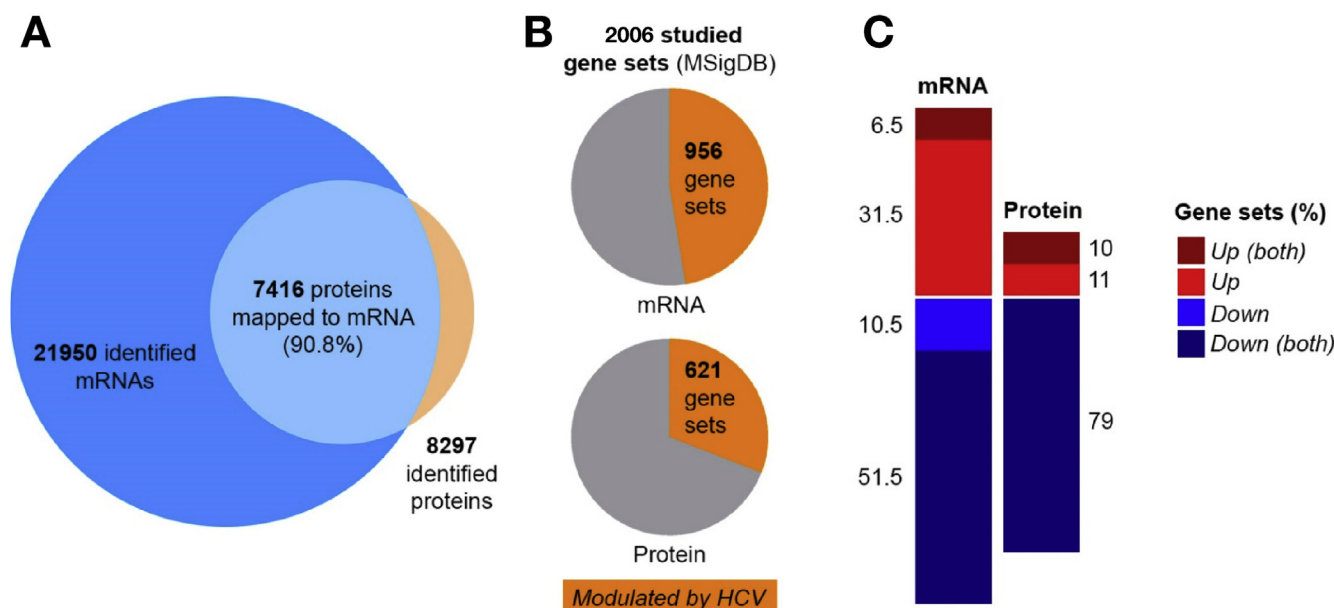 A
21950 identified
mRNAs
7416 proteins
mapped to mRNA
(90.8%)
8297
identified
proteins
B
2006 studied
gene sets (MSigDB)
956
gene
sets
mRNA
621
gene
sets
Protein
Modulated by HCV
C
mRNA
6.5
31.5
10.5
51.5
Protein
10
11
79
Gene sets (%)
Up (both)
Up
Down
Down (both)